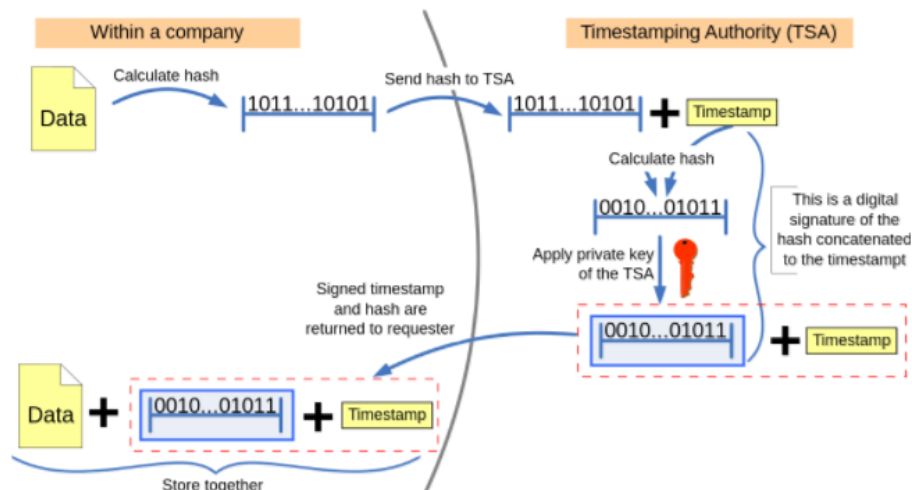 Within a company
Timestamping Authority (TSA)
Calculate hash
Send hash to TSA
Data
1011...10101
1011...10101
Timestamp
Calculate hash
0010...01011
This is a digital
signature of the
hash concatenated
to the timestampt
Apply private key
of the TSA
Signed timestamp
and hash are
returned to requester
0010...01011
Timestamp
Data
0010...01011
Timestamp
Store together